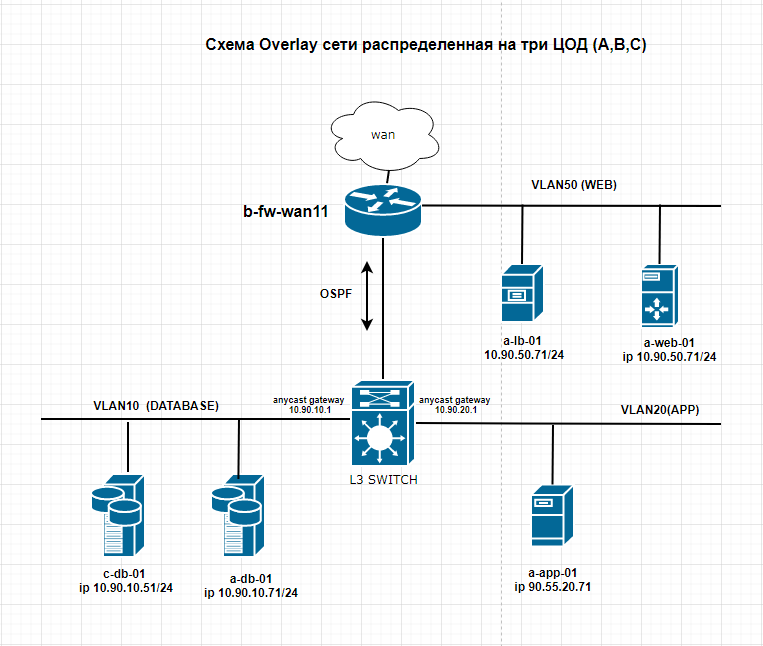 Схема Overlay сети распределенная на три ЦОД (A,B,C)
wan
VLAN50 (WEB)
b-fw-wan11
OSPF
a-lb-01
10.90.50.71/24
a-web-01
ip 10.90.50.71/24
VLAN10  (DATABASE)
anycast gateway
10.90.10.1
anycast gateway
10.90.20.1
VLAN20(APP)
L3 SWITCH
c-db-01
ip 10.90.10.51/24
a-db-01
ip 10.90.10.71/24
a-app-01
ip 90.55.20.71